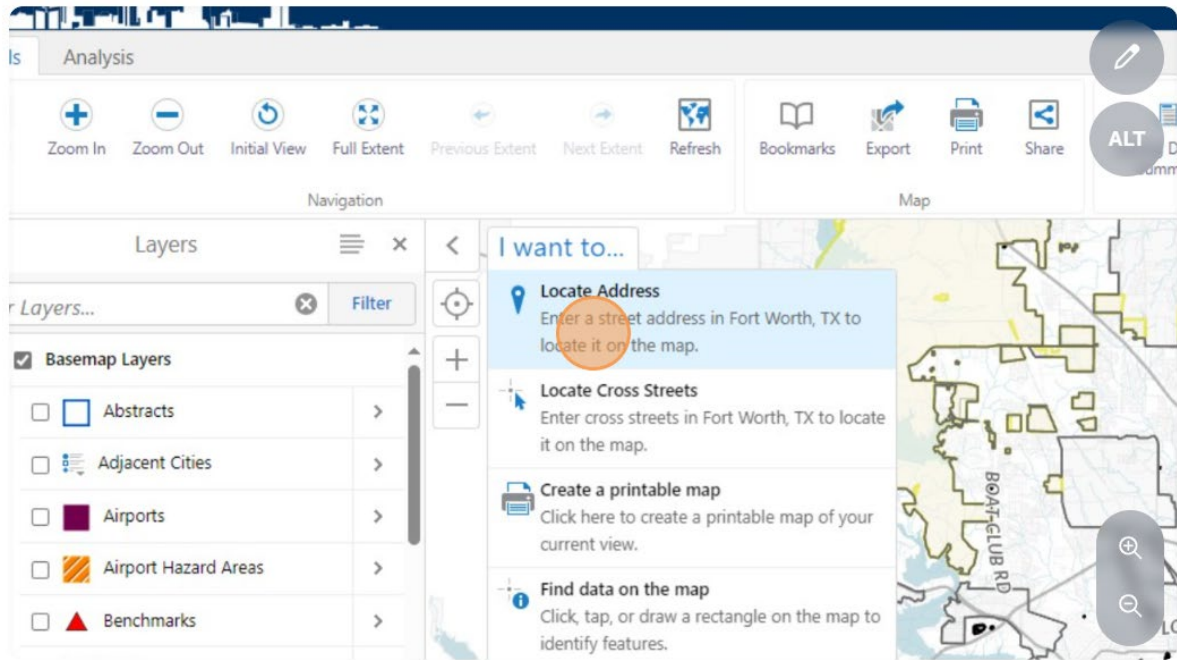 ls Analysis
Zoom In Zoom Out Initial View Full Extent Previous Extent Next Extent Refresh Bookmarks Export Print Share
ALT
Navigation Map
Layers
Layers...
Filter
Basemap Layers
Abstracts
Adjacent Cities
Airports
Airport Hazard Areas
Benchmarks
I want to...
Locate Address
Enter a street address in Fort Worth, TX to
locate it on the map.
Locate Cross Streets
Enter cross streets in Fort Worth, TX to locate
it on the map.
Create a printable map
Click here to create a printable map of your
current view.
Find data on the map
Click, tap, or draw a rectangle on the map to
identify features.
BOAT CLUB RD